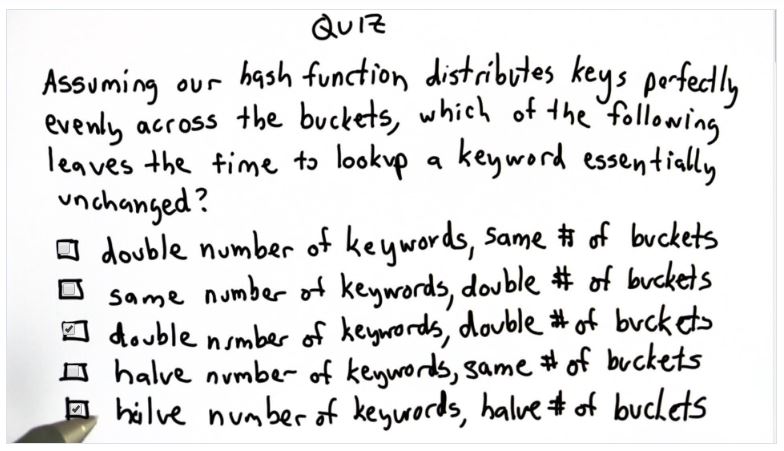 QUIZ
Assuming our hash function distributes keys perfectly
evenly across the buckets, which of the following
leaves the time to lookup a keyword essentially
unchanged?
double number of keywords, same # of buckets
same number of keywords, double # of buckets
double number of keywords, double # of buckets
halve number of keywords, same # of buckets
halve number of keywords, halve # of buckets